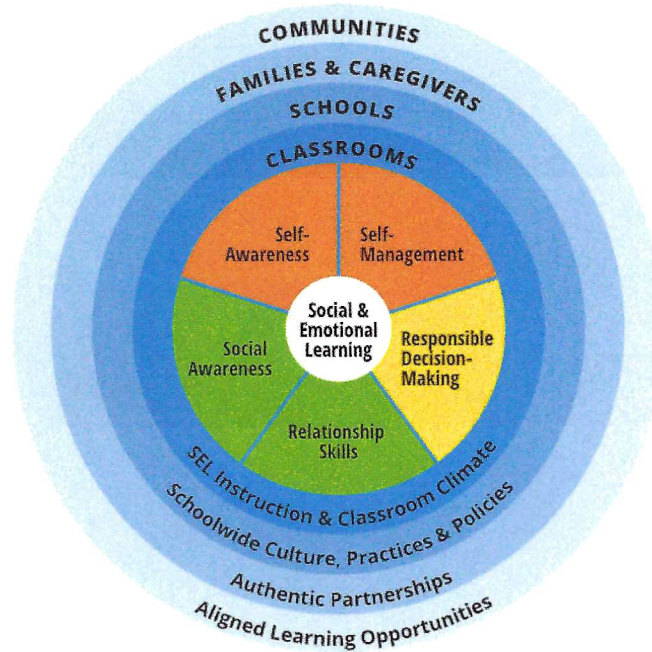 COMMUNITIES
FAMILIES & CAREGIVERS
SCHOOLS
CLASSROOMS
Self-
Awareness
Self-
Management
Social &
Emotional
Learning
Social
Awareness
Responsible
Decision-
Making
Relationship
Skills
SEL Instruction & Classroom Climate
Schoolwide Culture, Practices & Policies
Authentic Partnerships
Aligned Learning Opportunities